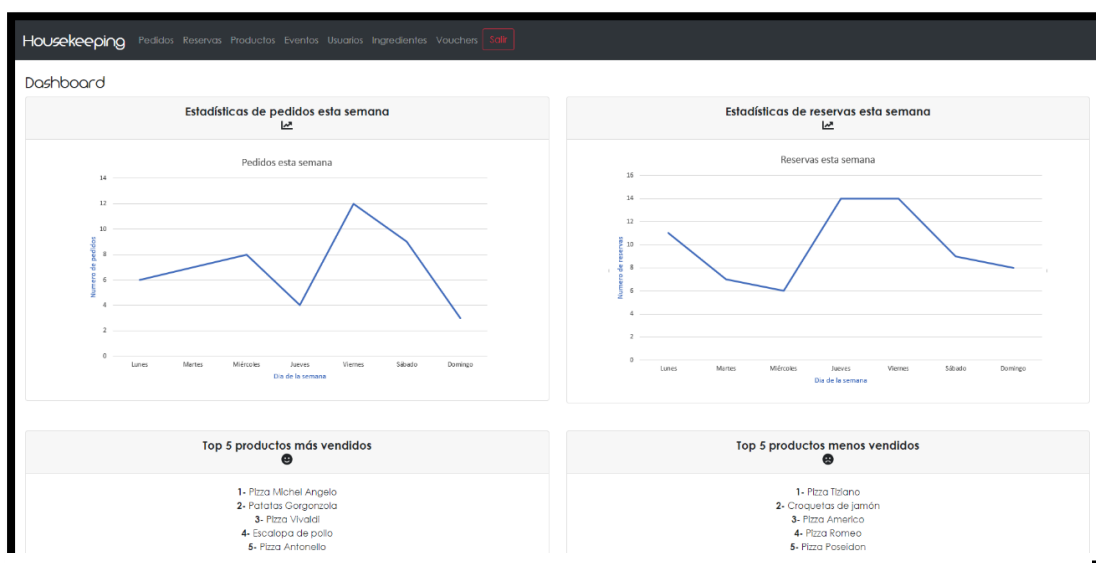 Housekeeping Pedidos Reservas Productos Eventos Usuarios Ingredientes Vouchers Salir
Dashboard
Estadísticas de pedidos esta semana
Pedidos esta semana
14
12
10
8
6
4
2
0
Numero de pedidos
Lunes Martes Miércoles Jueves Viernes Sábado Domingo
Dia de la semana
Estadísticas de reservas esta semana
Reservas esta semana
16
14
12
10
8
6
4
2
0
Numero de reservas
Lunes Martes Miércoles Jueves Viernes Sábado Domingo
Dia de la semana
Top 5 productos más vendidos
1- Pizza Michel Angelo
2- Patatas Gorgonzola
3- Pizza Vivaldi
4- Escalopa de pollo
5- Pizza Antonello
Top 5 productos menos vendidos
1- Pizza Tiziano
2- Croquetas de jamón
3- Pizza Americo
4- Pizza Romeo
5- Pizza Poseidon